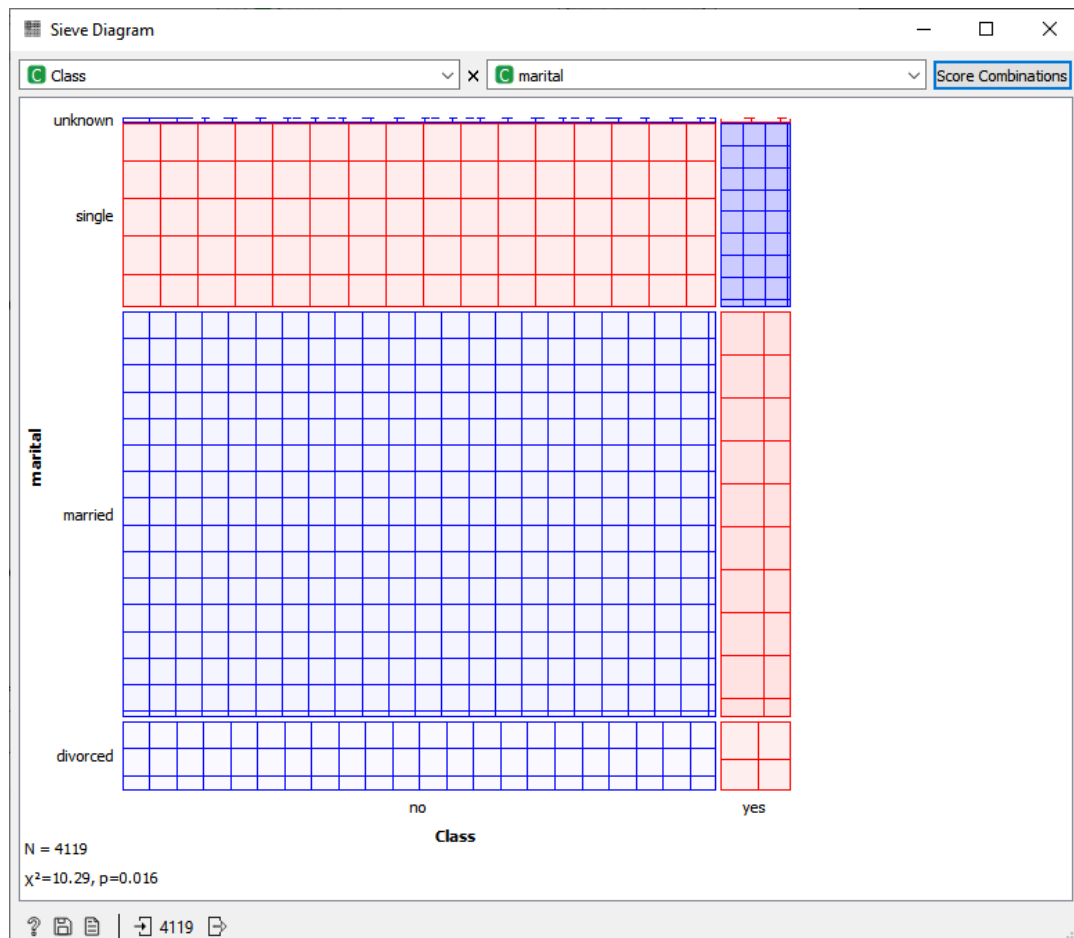 Sieve Diagram
C Class × C marital Score Combinations
unknown
single
married
divorced
marital
no yes
Class
N = 4119
χ²=10.29, p=0.016
? 4119